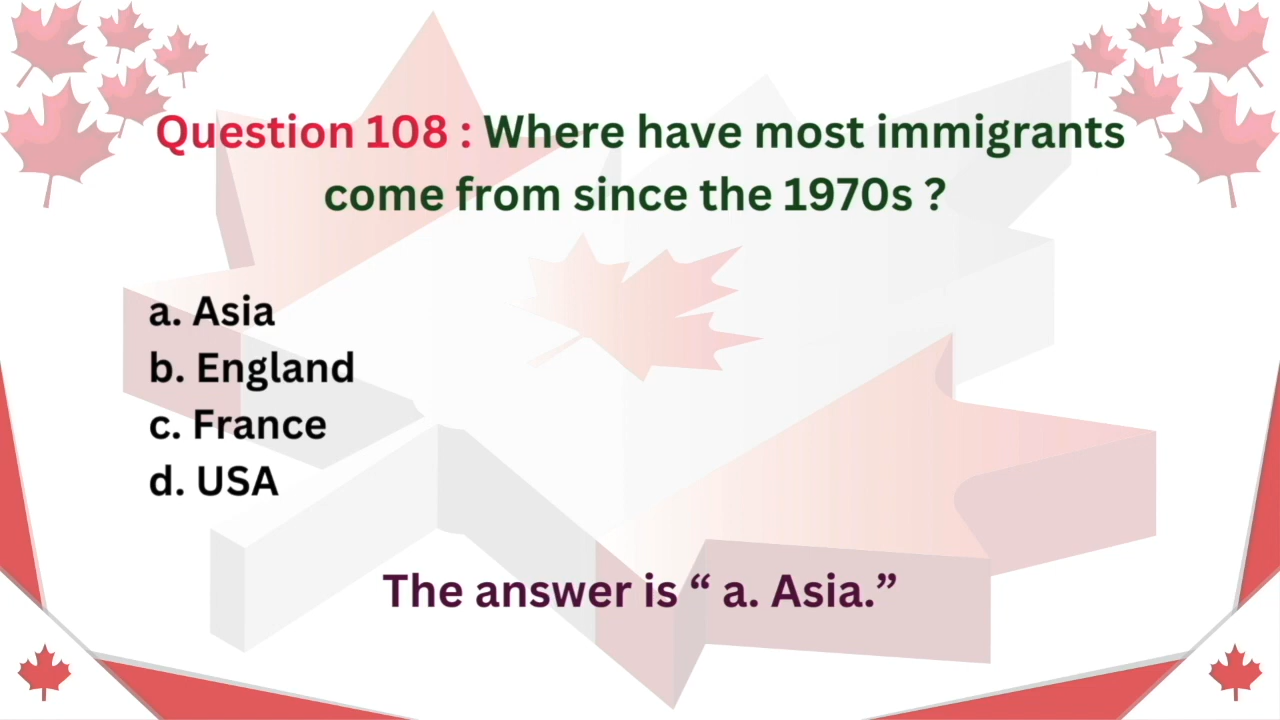 Question 108 : Where have most immigrants
come from since the 1970s ?
a. Asia
b. England
c. France
d. USA
The answer is “ a. Asia.”